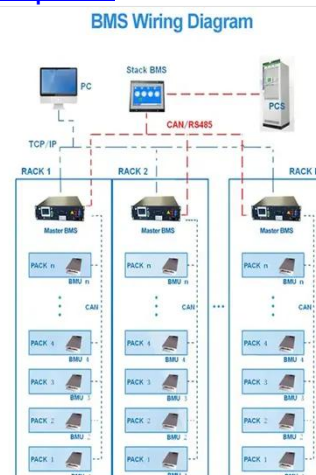 BMS Wiring Diagram
PC
Stack BMS
PCS
CAN/RS485
TCP/IP
RACK 1
RACK 2
RACK
Master BMS
Master BMS
Master BMS
PACK n
BMU n
PACK n
BMU n
PACK n
BMU n
CAN
CAN
CAN
PACK 4
BMU 4
PACK 4
BMU 4
PACK 4
BMU 4
PACK 3
BMU 3
PACK 3
BMU 3
PACK 3
BMU 3
PACK 2
BMU 2
PACK 2
BMU 2
PACK 2
BMU 2
PACK 1
PACK 1
PACK 1